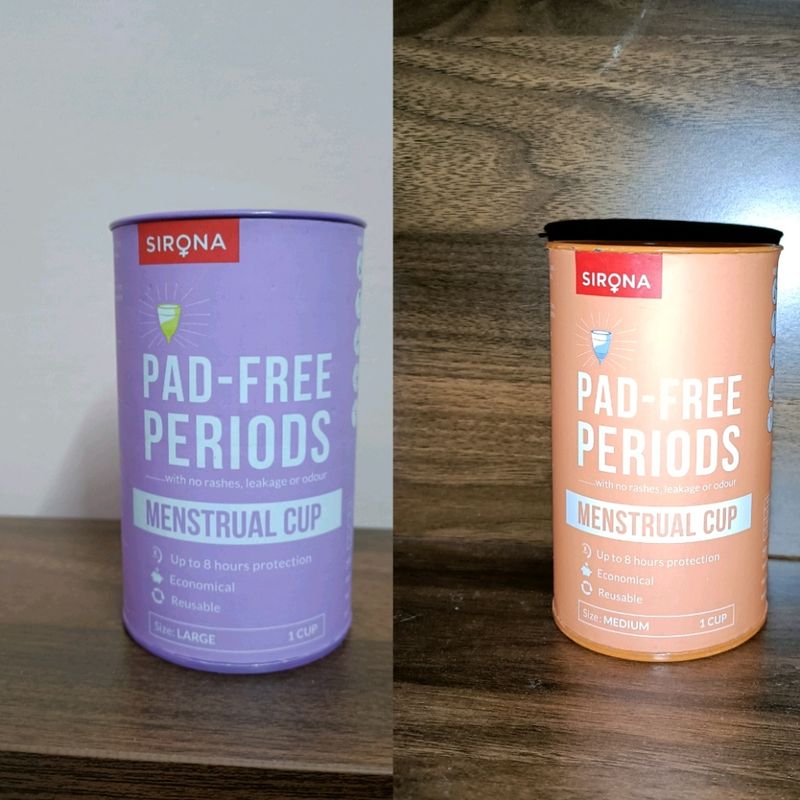 SIRONA
PAD-FREE
PERIODS
with no rashes, leakage or odour
MENSTRUAL CUP
Up to 8 hours protection
Economical
Reusable
Size: LARGE 1 CUP
SIRONA
PAD-FREE
PERIODS
with no rashes, leakage or odour
MENSTRUAL CUP
Up to 8 hours protection
Economical
Reusable
Size: MEDIUM 1 CUP